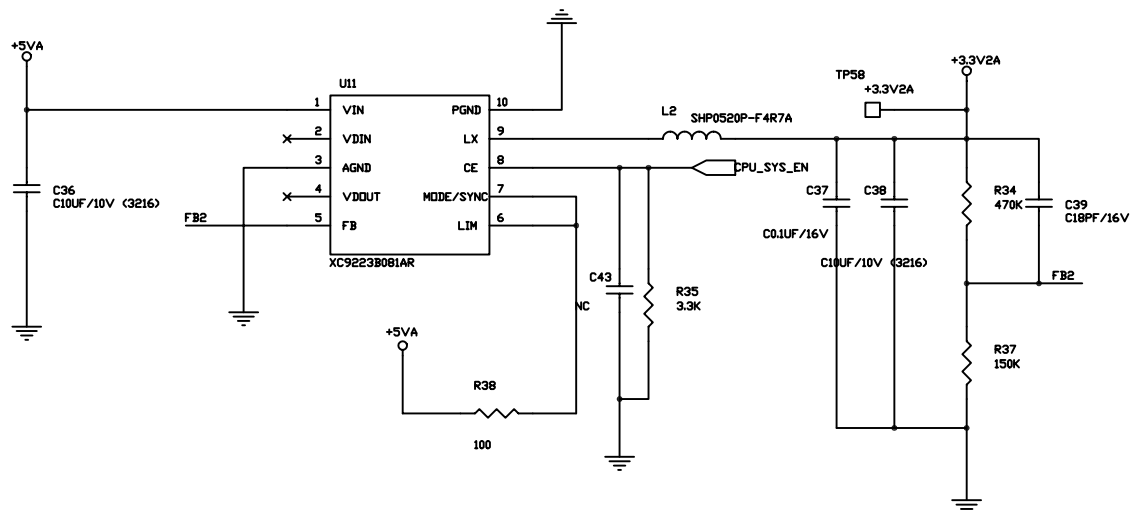 +5VA
C36
C10UF/10V (3216)
FB2
U11
1 VIN PGND 10
2 VDIN LX 9
3 AGND CE 8
4 VDOUT MODE/SYNC 7
5 FB LIM 6
XC9223B081AR
L2
SHP0520P-F4R7A
CPU_SYS_EN
TP58
+3.3V2A
+3.3V2A
C37
C0.1UF/16V
C38
C10UF/10V (3216)
R34
470K
C39
C18PF/16V
FB2
R37
150K
C43
NC
R35
3.3K
+5VA
R38
100